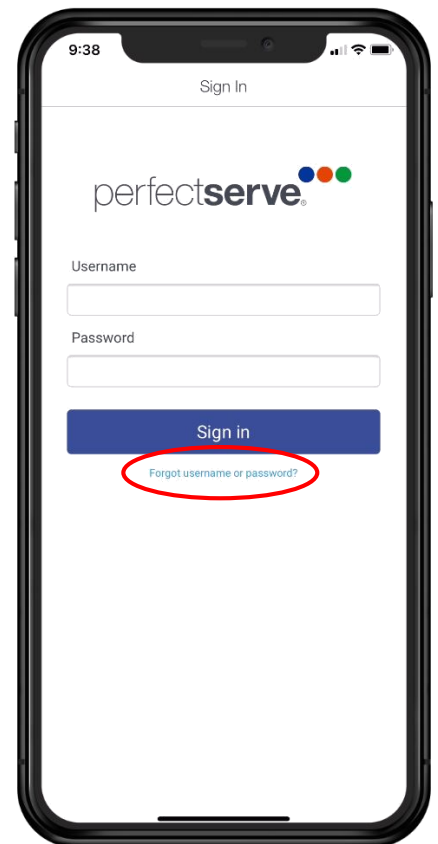 9:38
Sign In
perfectserve®
Username
Password
Sign in
Forgot username or password?